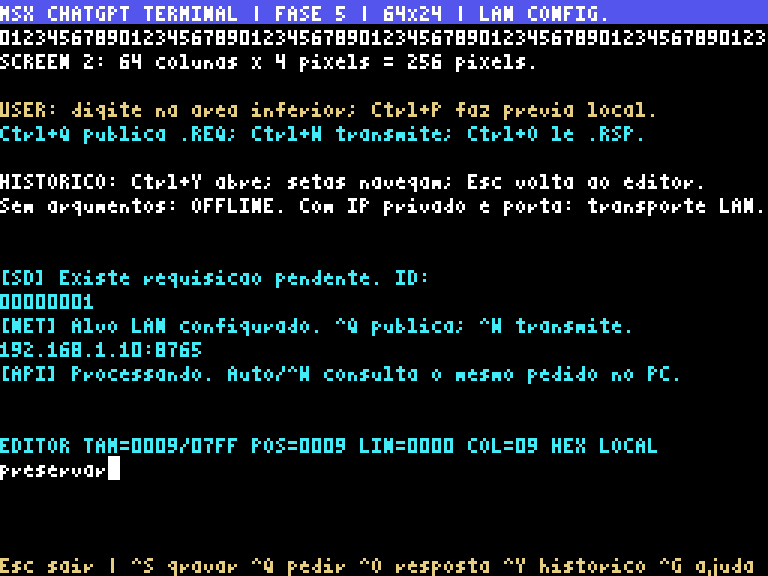 MSX CHATGPT TERMINAL | FASE 5 | 64x24 | LAN CONFIG.
0123456789012345678901234567890123456789012345678901234567890123
SCREEN 2: 64 colunas x 4 pixels = 256 pixels.
USER: digite na area inferior; Ctrl+P faz previa local.
Ctrl+Q publica .REQ; Ctrl+W transmite; Ctrl+O le .RSP.
HISTORICO: Ctrl+Y abre; setas navegam; Esc volta ao editor.
Sem argumentos: OFFLINE. Com IP privado e porta: transporte LAN.
[SD] Existe requisicao pendente. ID:
00000001
[NET] Alvo LAN configurado. ^Q publica; ^W transmite.
192.168.1.10:8765
[API] Processando. Auto/^W consulta o mesmo pedido no PC.
EDITOR TAM=0009/07FF POS=0009 LIN=0000 COL=09 HEX LOCAL
preservar
Esc sair | ^S gravar ^Q pedir ^O resposta ^Y historico ^G ajuda